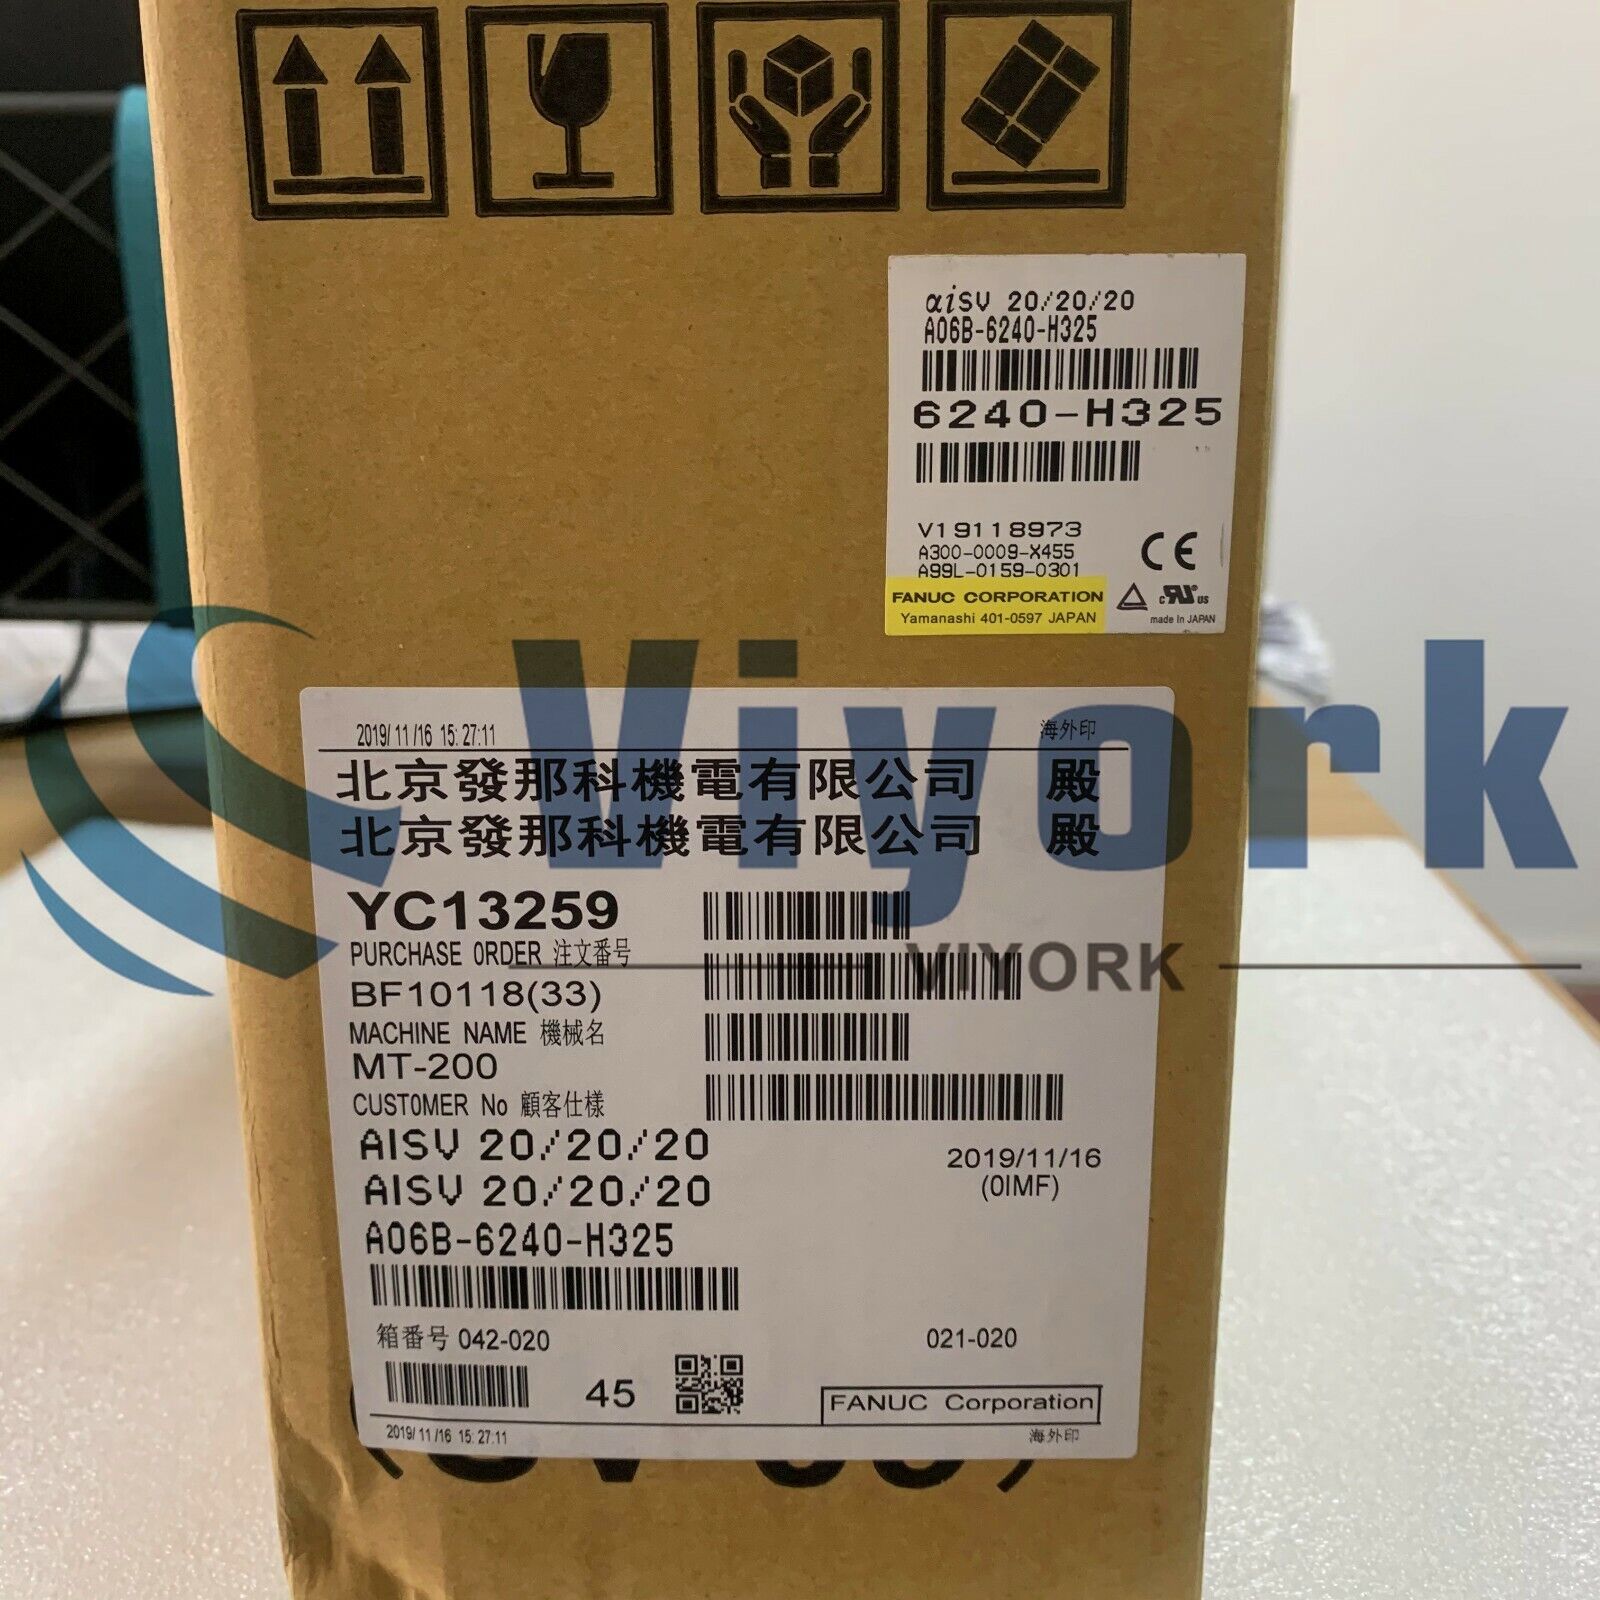 αiSV 20/20/20
A06B-6240-H325
6240-H325
V19118973
A300-0009-X455
A99L-0159-0301
FANUC CORPORATION
Yamanashi 401-0597 JAPAN
CE
c RU us
made in JAPAN
Viyork
VIYORK
2019/11/16 15:27:11 海外印
北京發那科機電有限公司 殿
北京發那科機電有限公司 殿
YC13259
PURCHASE ORDER 注文番号
BF10118(33)
MACHINE NAME 機械名
MT-200
CUSTOMER No 顧客仕様
AISV 20/20/20
AISV 20/20/20
A06B-6240-H325
2019/11/16
(0IMF)
箱番号 042-020
021-020
45
FANUC Corporation
2019/11/16 15:27:11 海外印